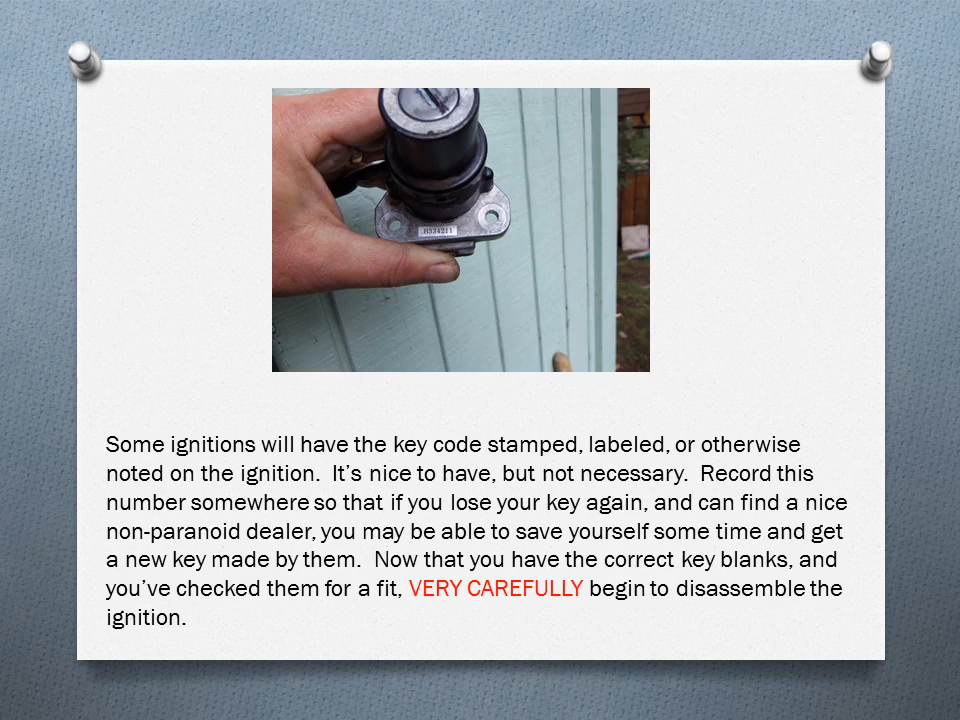 B334211
Some ignitions will have the key code stamped, labeled, or otherwise
noted on the ignition.  It’s nice to have, but not necessary.  Record this
number somewhere so that if you lose your key again, and can find a nice
non-paranoid dealer, you may be able to save yourself some time and get
a new key made by them.  Now that you have the correct key blanks, and
you’ve checked them for a fit, VERY CAREFULLY begin to disassemble the
ignition.